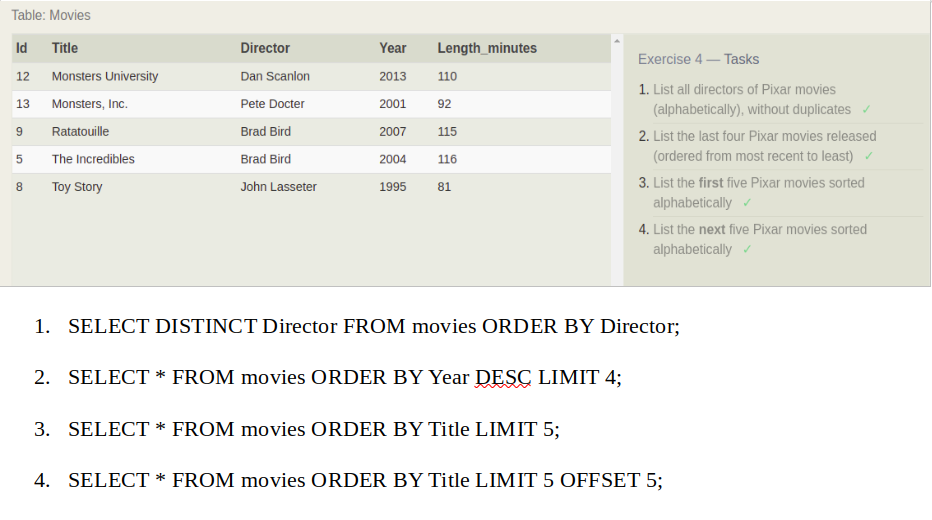 Table: Movies
Id Title Director Year Length_minutes
12 Monsters University Dan Scanlon 2013 110
13 Monsters, Inc. Pete Docter 2001 92
9 Ratatouille Brad Bird 2007 115
5 The Incredibles Brad Bird 2004 116
8 Toy Story John Lasseter 1995 81
Exercise 4 — Tasks
1. List all directors of Pixar movies
(alphabetically), without duplicates ✓
2. List the last four Pixar movies released
(ordered from most recent to least) ✓
3. List the first five Pixar movies sorted
alphabetically ✓
4. List the next five Pixar movies sorted
alphabetically ✓
1. SELECT DISTINCT Director FROM movies ORDER BY Director;
2. SELECT * FROM movies ORDER BY Year DESC LIMIT 4;
3. SELECT * FROM movies ORDER BY Title LIMIT 5;
4. SELECT * FROM movies ORDER BY Title LIMIT 5 OFFSET 5;